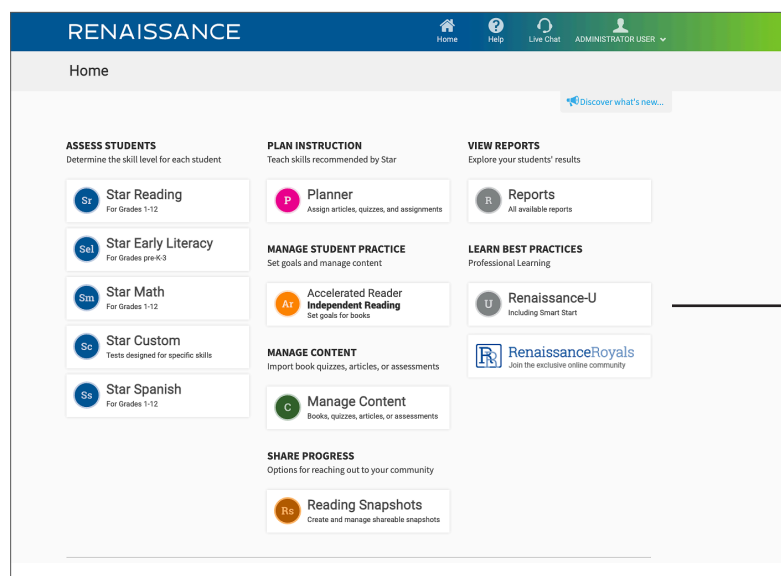 RENAISSANCE
Home
Help
Live Chat
ADMINISTRATOR USER
Home
Discover what's new...
ASSESS STUDENTS
Determine the skill level for each student
Sr
Star Reading
For Grades 1-12
Sel
Star Early Literacy
For Grades pre-K-3
Sm
Star Math
For Grades 1-12
Sc
Star Custom
Tests designed for specific skills
Ss
Star Spanish
For Grades 1-12
PLAN INSTRUCTION
Teach skills recommended by Star
P
Planner
Assign articles, quizzes, and assignments
MANAGE STUDENT PRACTICE
Set goals and manage content
Ar
Accelerated Reader
Independent Reading
Set goals for books
MANAGE CONTENT
Import book quizzes, articles, or assessments
C
Manage Content
Books, quizzes, articles, or assessments
SHARE PROGRESS
Options for reaching out to your community
Rs
Reading Snapshots
Create and manage shareable snapshots
VIEW REPORTS
Explore your students' results
R
Reports
All available reports
LEARN BEST PRACTICES
Professional Learning
U
Renaissance-U
Including Smart Start
RR
RenaissanceRoyals
Join the exclusive online community